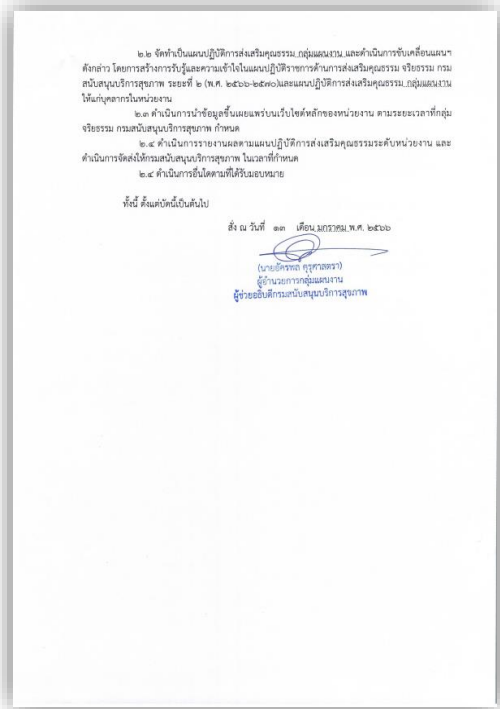 ๒.๒ จัดทำเป็นแผนปฏิบัติการส่งเสริมคุณธรรม กลุ่มแผนงาน และดำเนินการขับเคลื่อนแผนฯ
ดังกล่าว โดยการสร้างการรับรู้และความเข้าใจในแผนปฏิบัติราชการด้านการส่งเสริมคุณธรรม จริยธรรม กรม
สนับสนุนบริการสุขภาพ ระยะที่ ๒ (พ.ศ. ๒๕๖๖-๒๕๗๐)และแผนปฏิบัติการส่งเสริมคุณธรรม กลุ่มแผนงาน
ให้แก่บุคลากรในหน่วยงาน
๒.๓ ดำเนินการนำข้อมูลขึ้นเผยแพร่บนเว็บไซต์หลักของหน่วยงาน ตามระยะเวลาที่กลุ่ม
จริยธรรม กรมสนับสนุนบริการสุขภาพ กำหนด
๒.๔ ดำเนินการรายงานผลตามแผนปฏิบัติการส่งเสริมคุณธรรมระดับหน่วยงาน และ
ดำเนินการจัดส่งให้กรมสนับสนุนบริการสุขภาพ ในเวลาที่กำหนด
๒.๔ ดำเนินการอื่นใดตามที่ได้รับมอบหมาย
ทั้งนี้ ตั้งแต่บัดนี้เป็นต้นไป
สั่ง ณ วันที่ ๑๓ เดือน มกราคม พ.ศ. ๒๕๖๖
(นายอัครพล คุรุศาสตรา)
ผู้อำนวยการกลุ่มแผนงาน
ผู้ช่วยอธิบดีกรมสนับสนุนบริการสุขภาพ